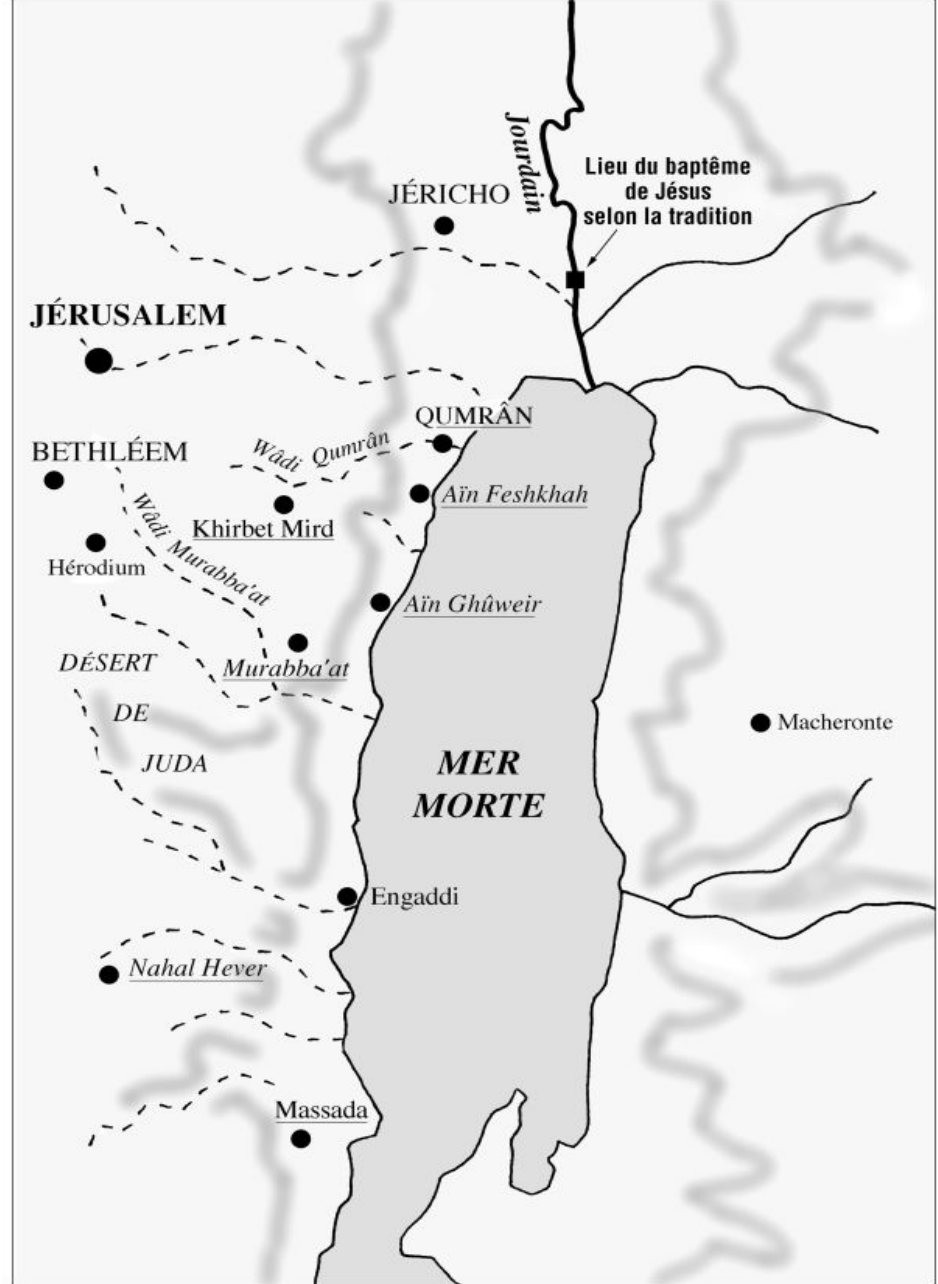 Jourdain
Lieu du baptême
de Jésus
selon la tradition
JÉRICHO
JÉRUSALEM
QUMRÂN
Wâdi Qumrân
BETHLÉEM
Aïn Feshkhah
Khirbet Mird
Wâdi Murabba'at
Hérodium
Aïn Ghûweir
Murabba'at
DÉSERT
DE
JUDA
Macheronte
MER
MORTE
Engaddi
Nahal Hever
Massada